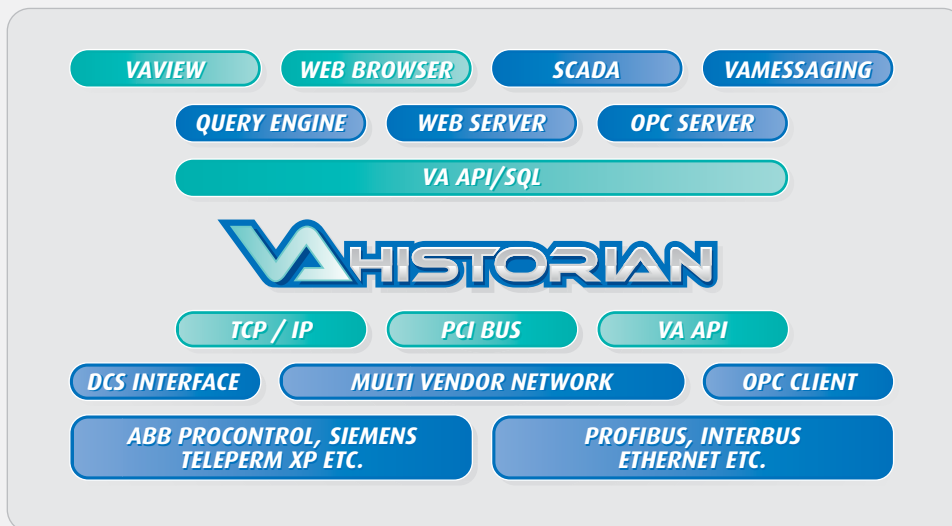 VAVIEW WEB BROWSER SCADA VAMESSAGING
QUERY ENGINE WEB SERVER OPC SERVER
VA API/SQL
VAHISTORIAN
TCP / IP PCI BUS VA API
DCS INTERFACE MULTI VENDOR NETWORK OPC CLIENT
ABB PROCONTROL, SIEMENS
TELEPERM XP ETC.
PROFIBUS, INTERBUS
ETHERNET ETC.